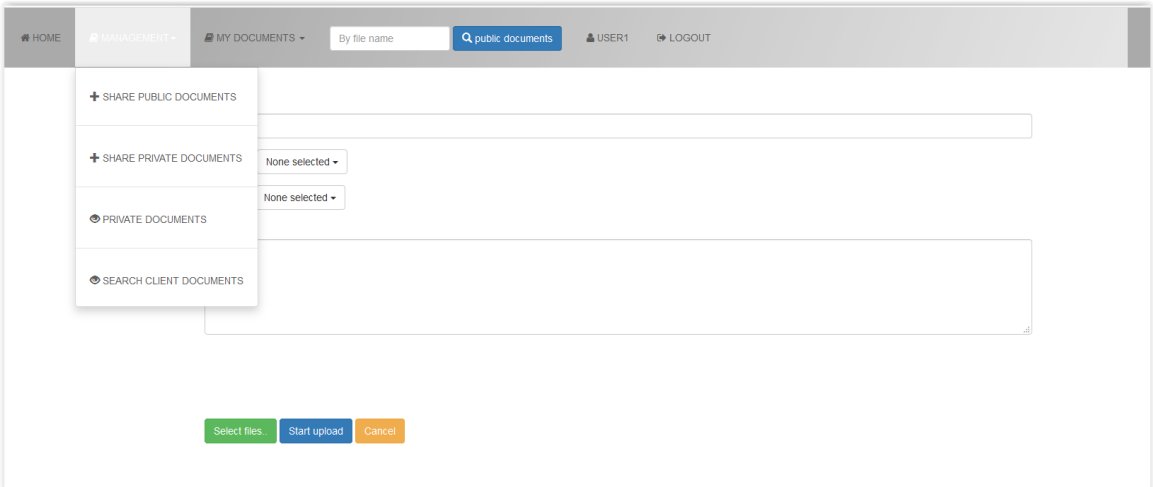 HOME MANAGEMENT MY DOCUMENTS By file name public documents USER1 LOGOUT
SHARE PUBLIC DOCUMENTS
SHARE PRIVATE DOCUMENTS
None selected
PRIVATE DOCUMENTS
None selected
SEARCH CLIENT DOCUMENTS
Select files.. Start upload Cancel